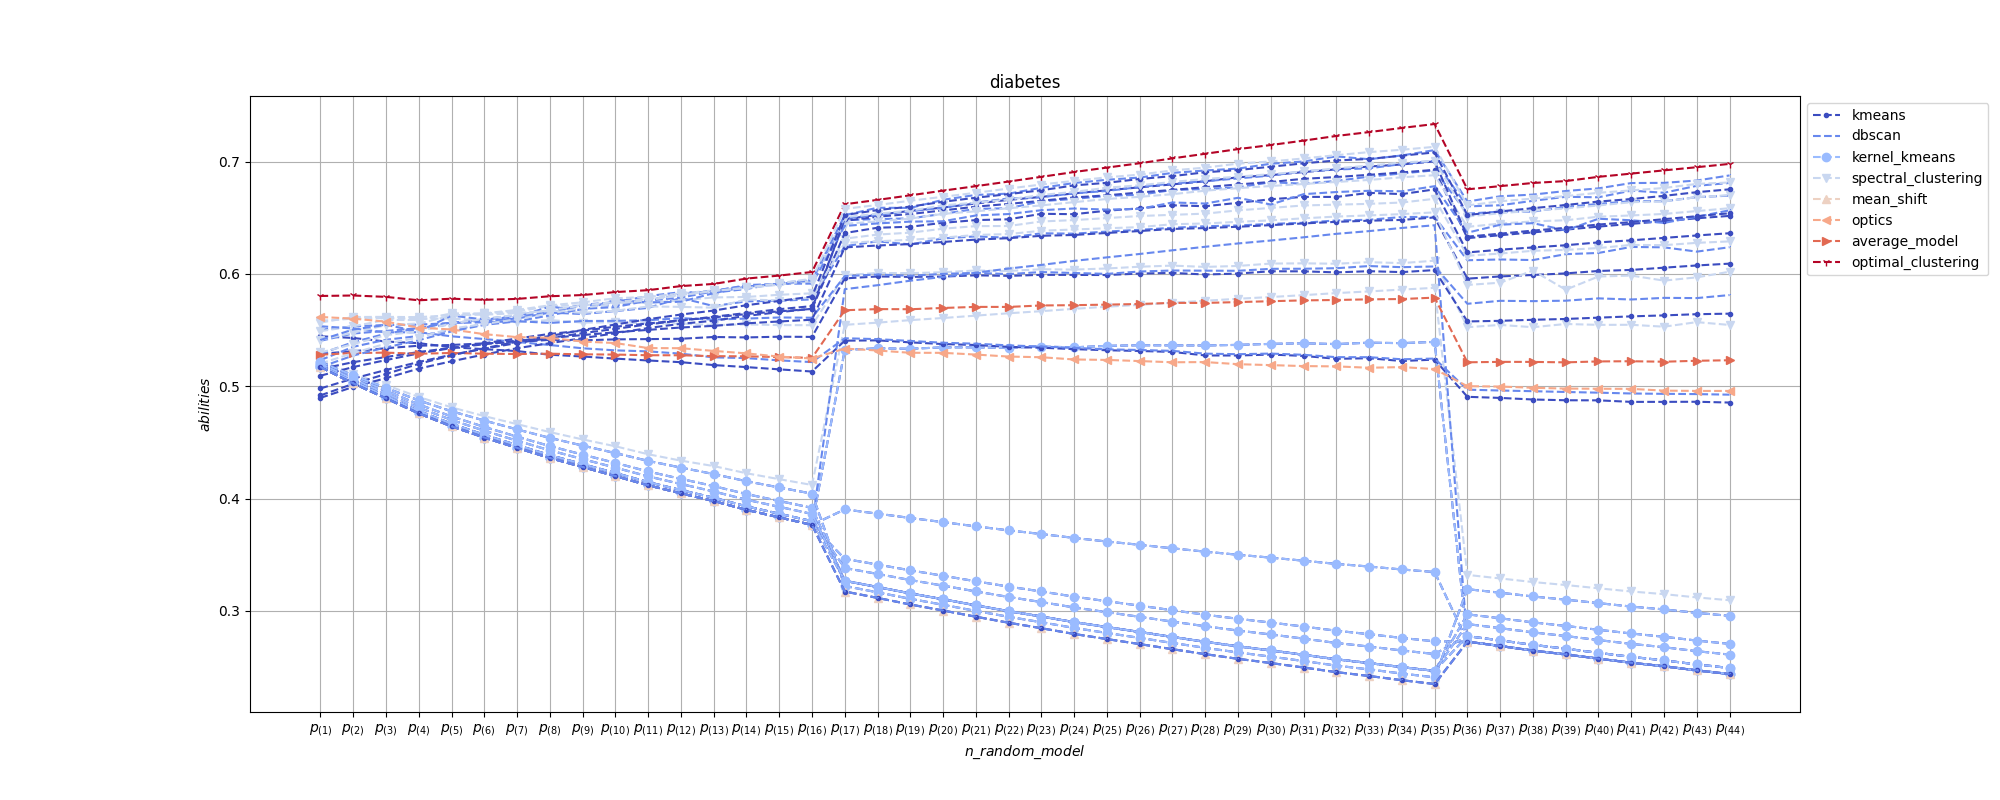 diabetes
0.7
0.6
0.5
0.4
0.3
abilities
p(1) p(2) p(3) p(4) p(5) p(6) p(7) p(8) p(9) p(10) p(11) p(12) p(13) p(14) p(15) p(16) p(17) p(18) p(19) p(20) p(21) p(22) p(23) p(24) p(25) p(26) p(27) p(28) p(29) p(30) p(31) p(32) p(33) p(34) p(35) p(36) p(37) p(38) p(39) p(40) p(41) p(42) p(43) p(44)
n_random_model
kmeans
dbscan
kernel_kmeans
spectral_clustering
mean_shift
optics
average_model
optimal_clustering